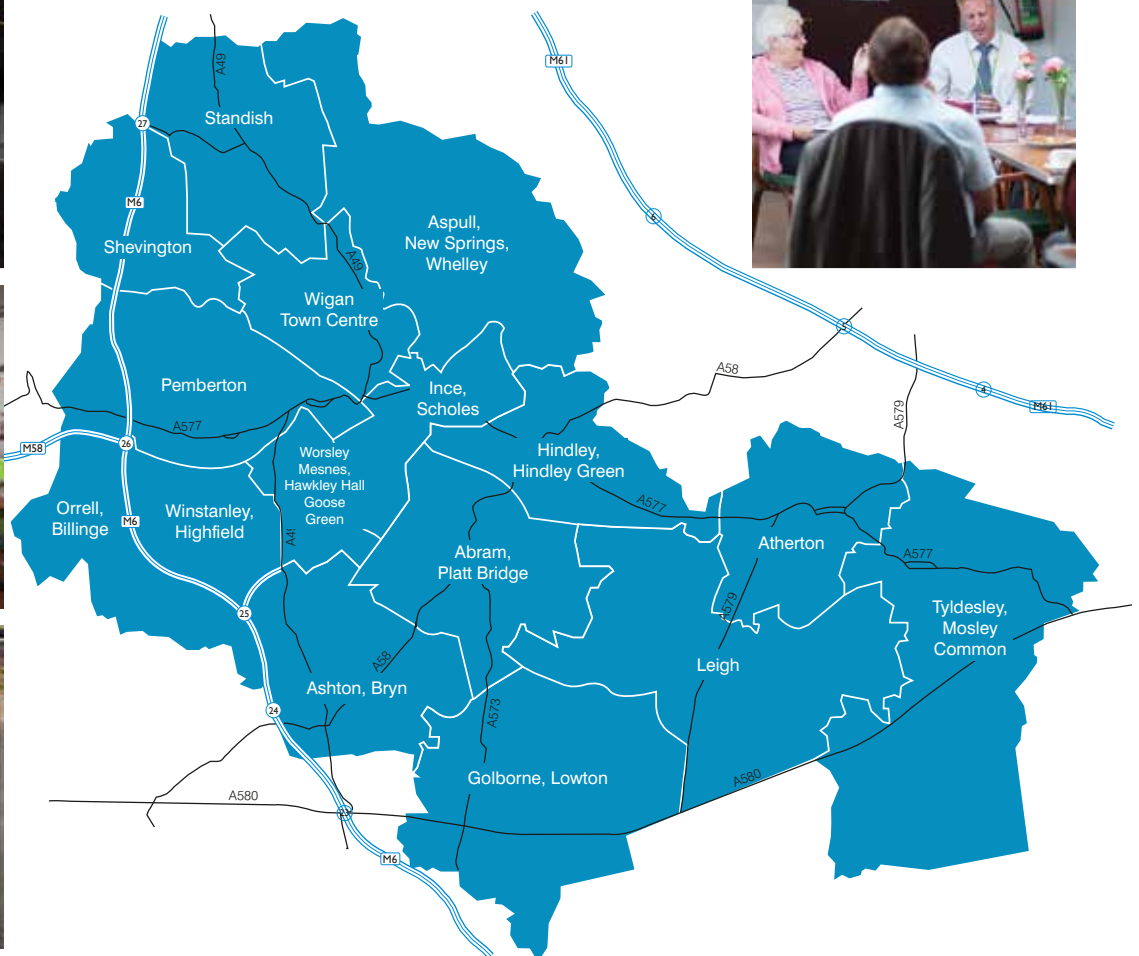 M61
A49
Standish
27
M6
6
Aspull,
New Springs,
Whelley
Shevington
A49
Wigan
Town Centre
5
A58
4
M61
Pemberton
Ince,
Scholes
A579
A577
M58
26
Hindley,
Hindley Green
Worsley
Mesnes,
Hawkley Hall
Goose
Green
A577
Orrell,
Billinge
M6
Winstanley,
Highfield
Atherton
A577
Abram,
Platt Bridge
25
A579
Tyldesley,
Mosley
Common
A58
Leigh
Ashton, Bryn
24
A573
Golborne, Lowton
A580
A580
23
M6